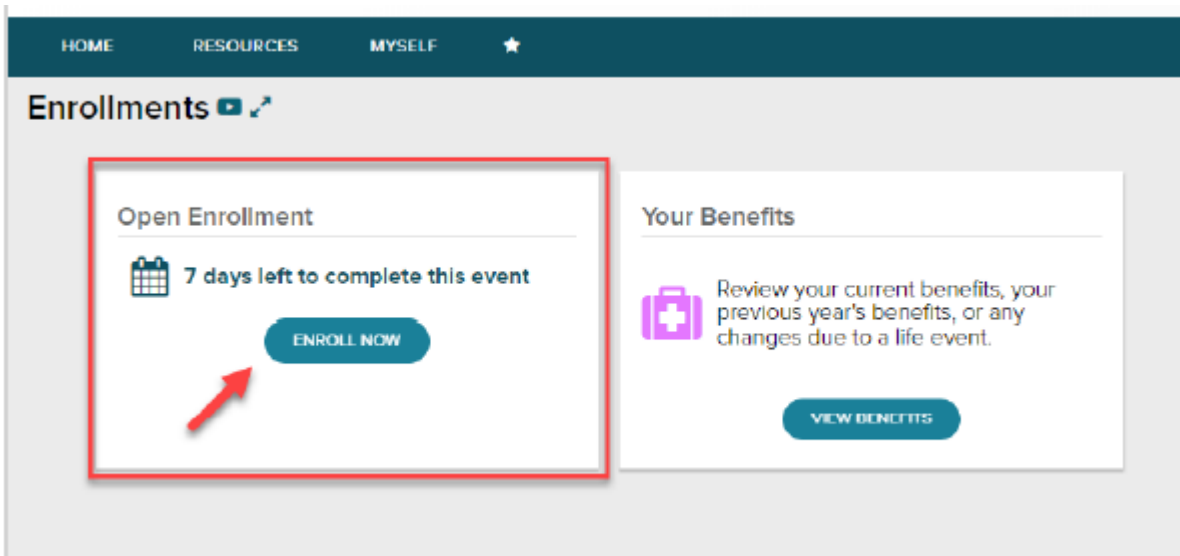 HOME RESOURCES MYSELF
Enrollments
Open Enrollment
7 days left to complete this event
ENROLL NOW
Your Benefits
Review your current benefits, your
previous year's benefits, or any
changes due to a life event.
VIEW BENEFITS